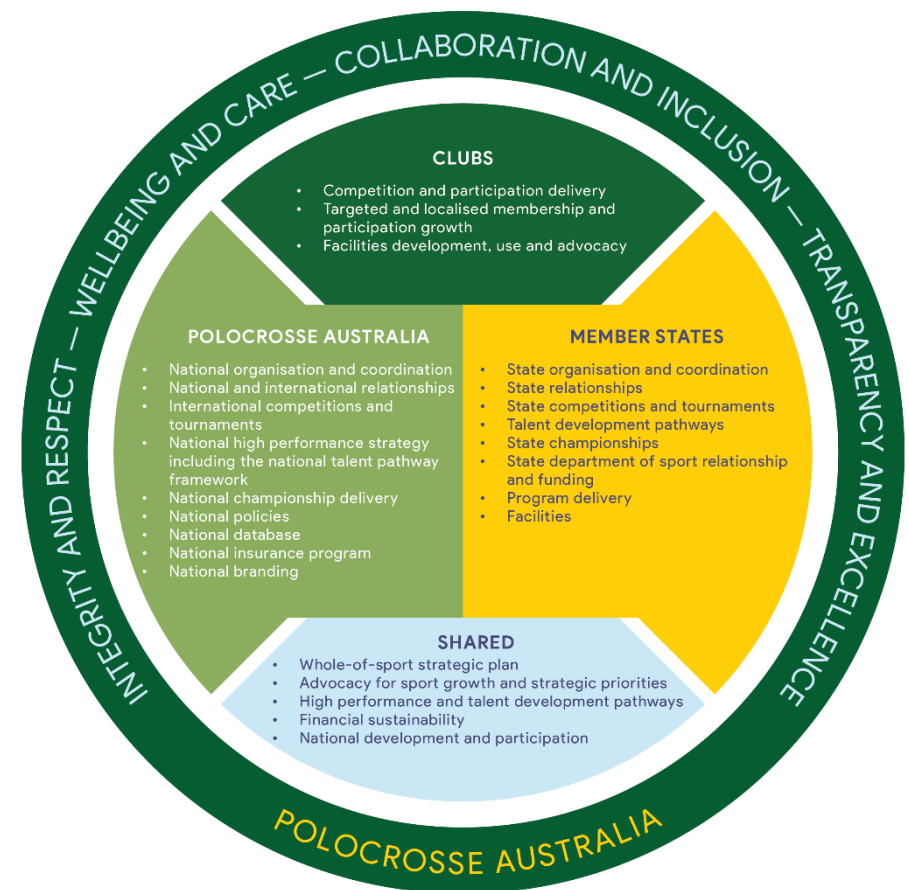 INTEGRITY AND RESPECT — WELLBEING AND CARE — COLLABORATION AND INCLUSION — TRANSPARENCY AND EXCELLENCE
CLUBS
• Competition and participation delivery
• Targeted and localised membership and
participation growth
• Facilities development, use and advocacy
POLOCROSSE AUSTRALIA
• National organisation and coordination
• National and international relationships
• International competitions and
tournaments
• National high performance strategy
including the national talent pathway
framework
• National championship delivery
• National policies
• National database
• National insurance program
• National branding
MEMBER STATES
• State organisation and coordination
• State relationships
• State competitions and tournaments
• Talent development pathways
• State championships
• State department of sport relationship
and funding
• Program delivery
• Facilities
SHARED
• Whole-of-sport strategic plan
• Advocacy for sport growth and strategic priorities
• High performance and talent development pathways
• Financial sustainability
• National development and participation
POLOCROSSE AUSTRALIA